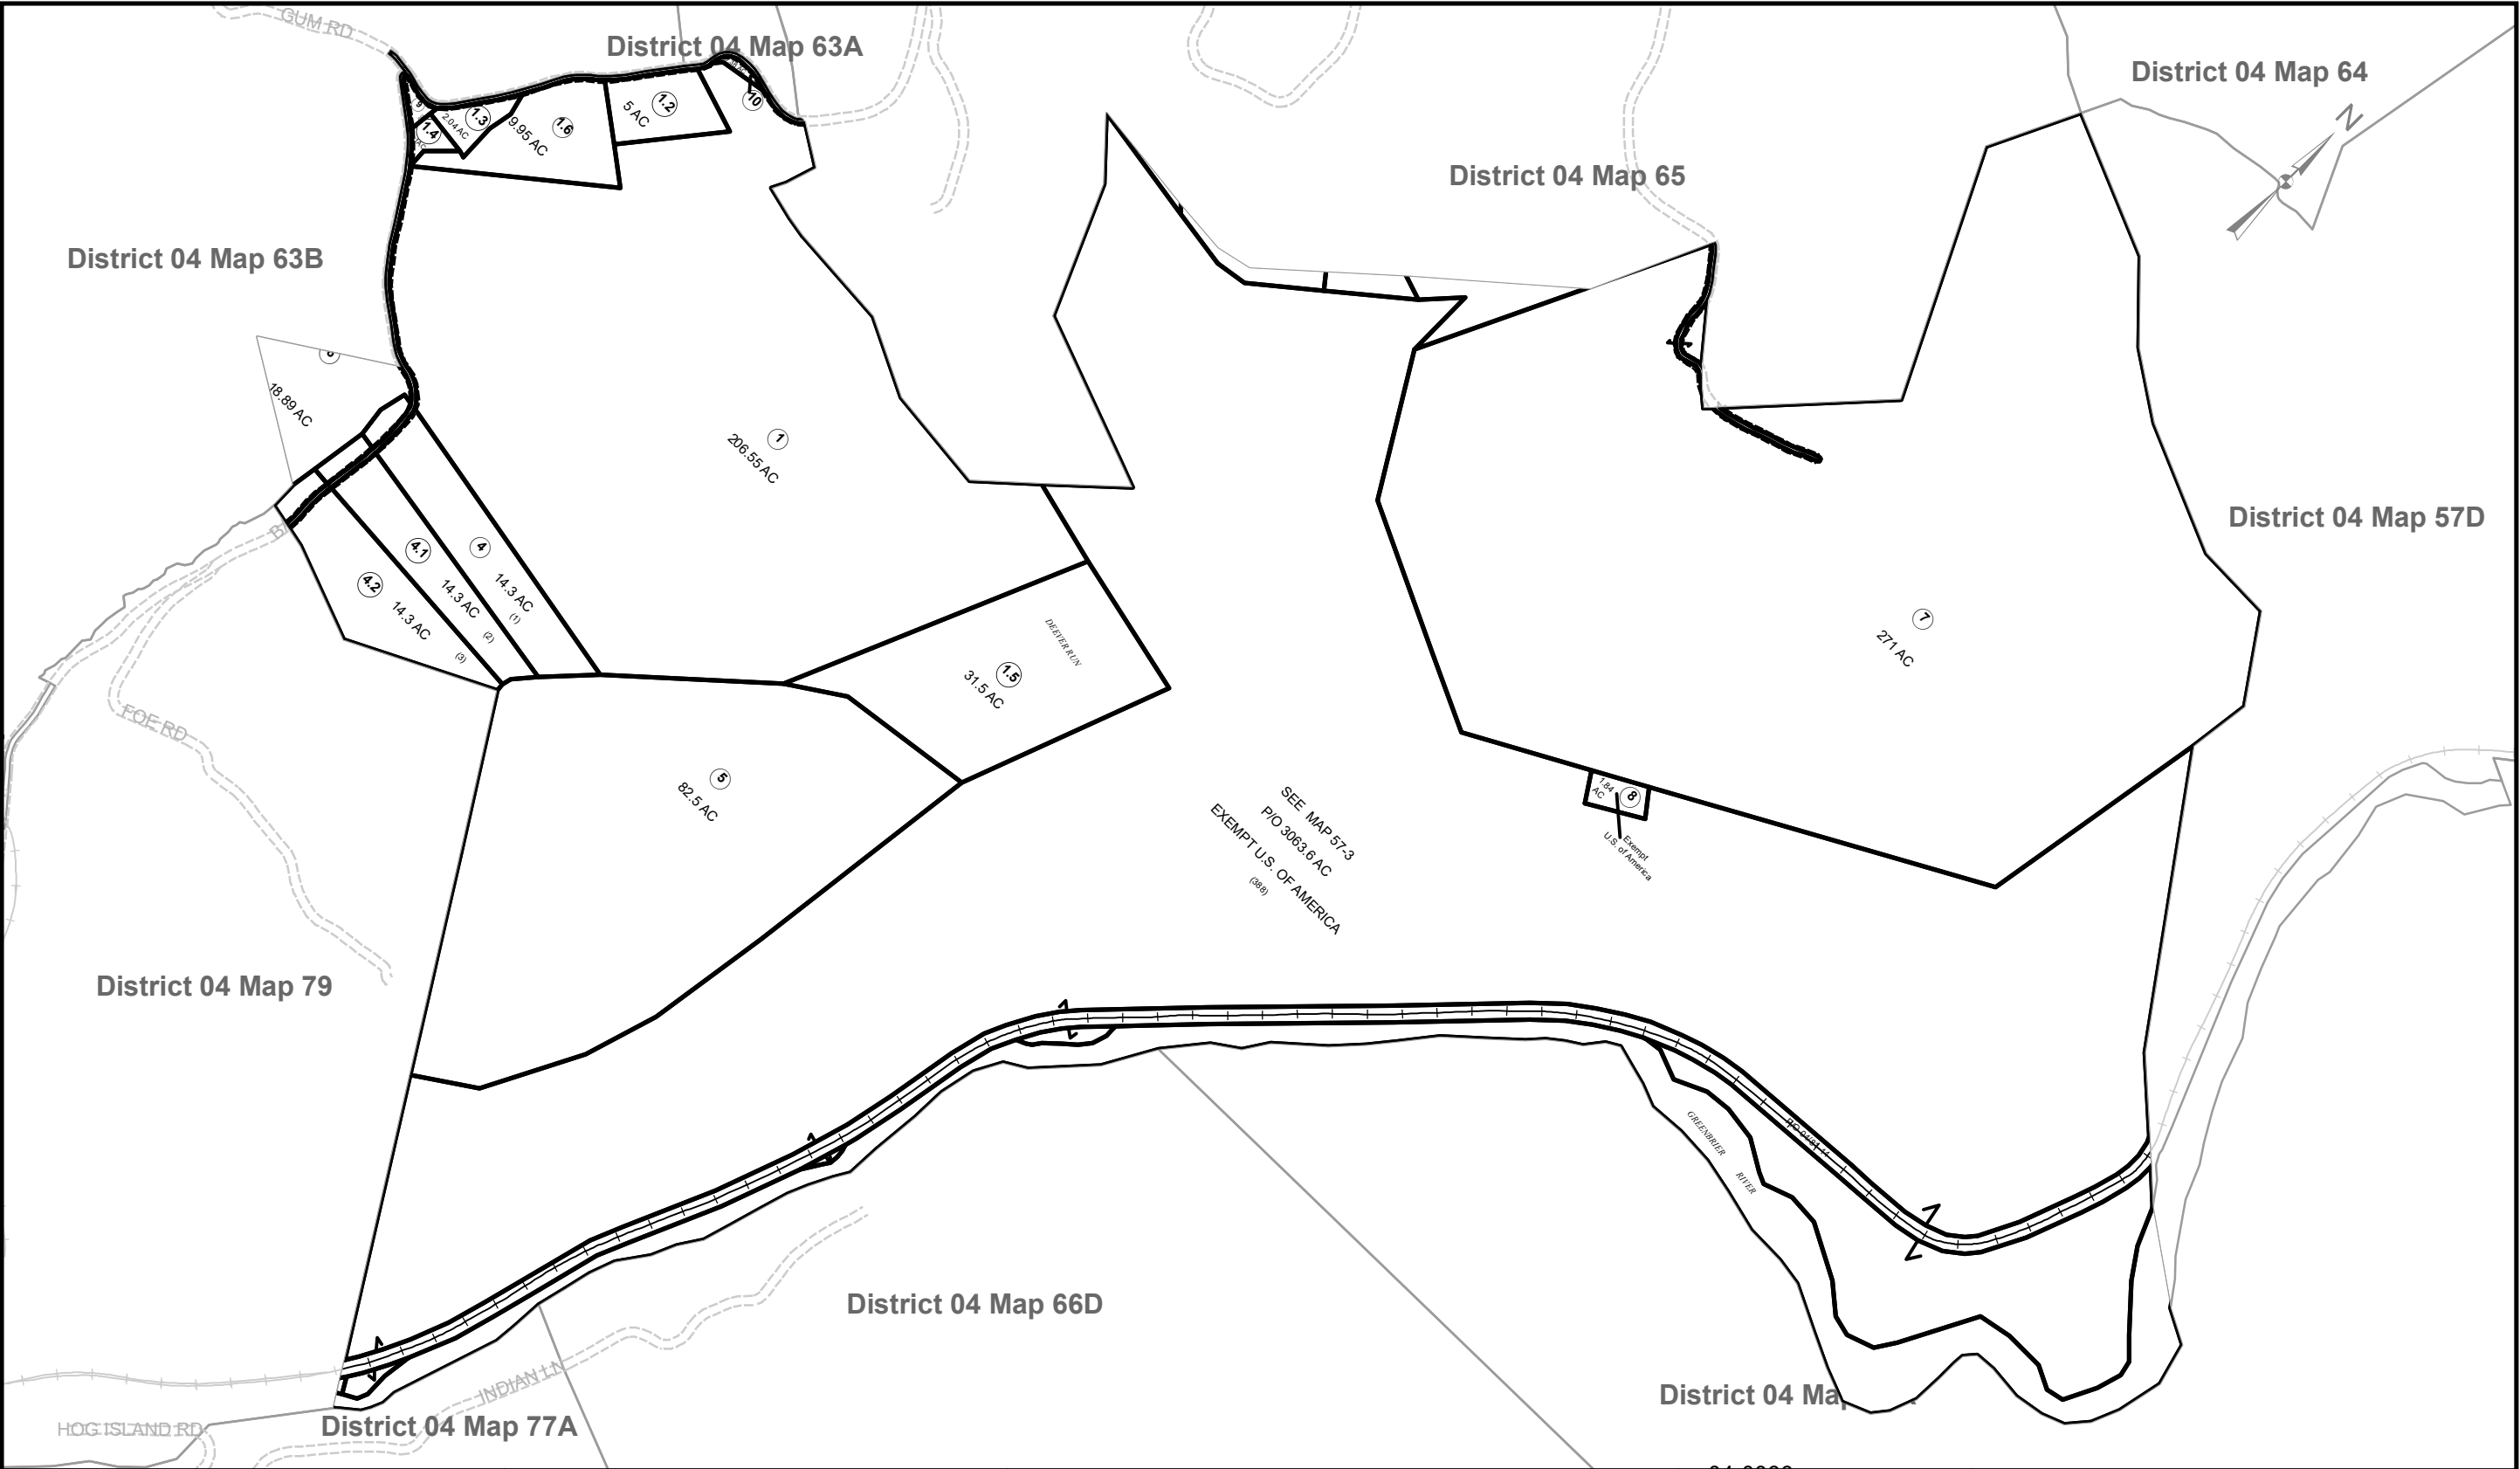 GUM RD
District 04 Map 63A
District 04 Map 64
N
9
1.4
1.3
2.04 AC
1.6
9.95 AC
1.2
5 AC
10
District 04 Map 65
District 04 Map 63B
18.89 AC
1
206.55 AC
District 04 Map 57D
4
14.3 AC
(1)
4.1
14.3 AC
(2)
4.2
14.3 AC
(3)
DEEVER RUN
1.5
31.5 AC
7
271 AC
FOE RD
5
82.5 AC
8
1.84
AC
Exempt
U.S. of America
SEE MAP 57-3
P/O 3063.6 AC
EXEMPT U.S. OF AMERICA
(388)
District 04 Map 79
GREENBRIER
RIVER
District 04 Map 66D
INDIAN LN
District 04 Ma
HOG ISLAND RD
District 04 Map 77A